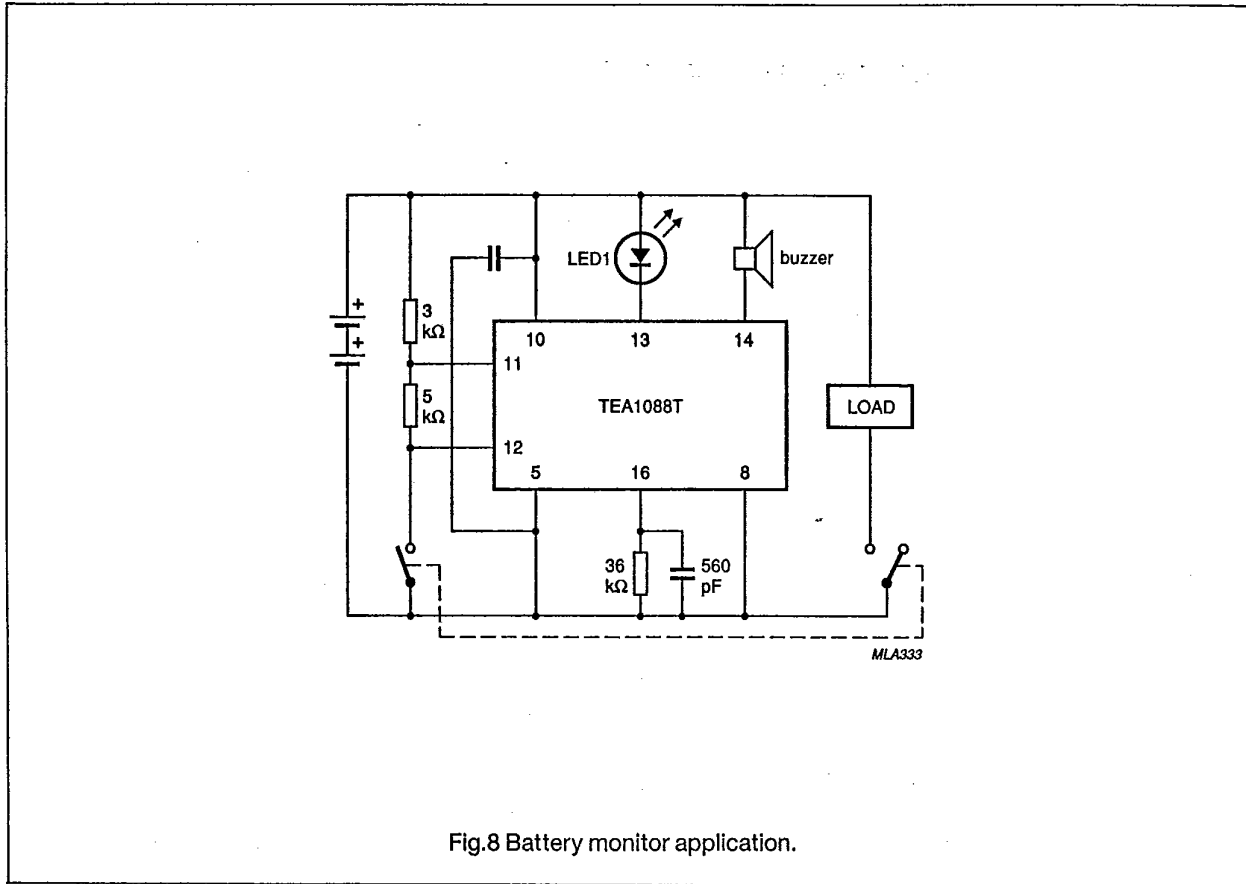 +
+
3
kΩ
5
kΩ
LED1
buzzer
10
13
14
11
12
TEA1088T
5
16
8
LOAD
36
kΩ
560
pF
MLA333
Fig.8 Battery monitor application.